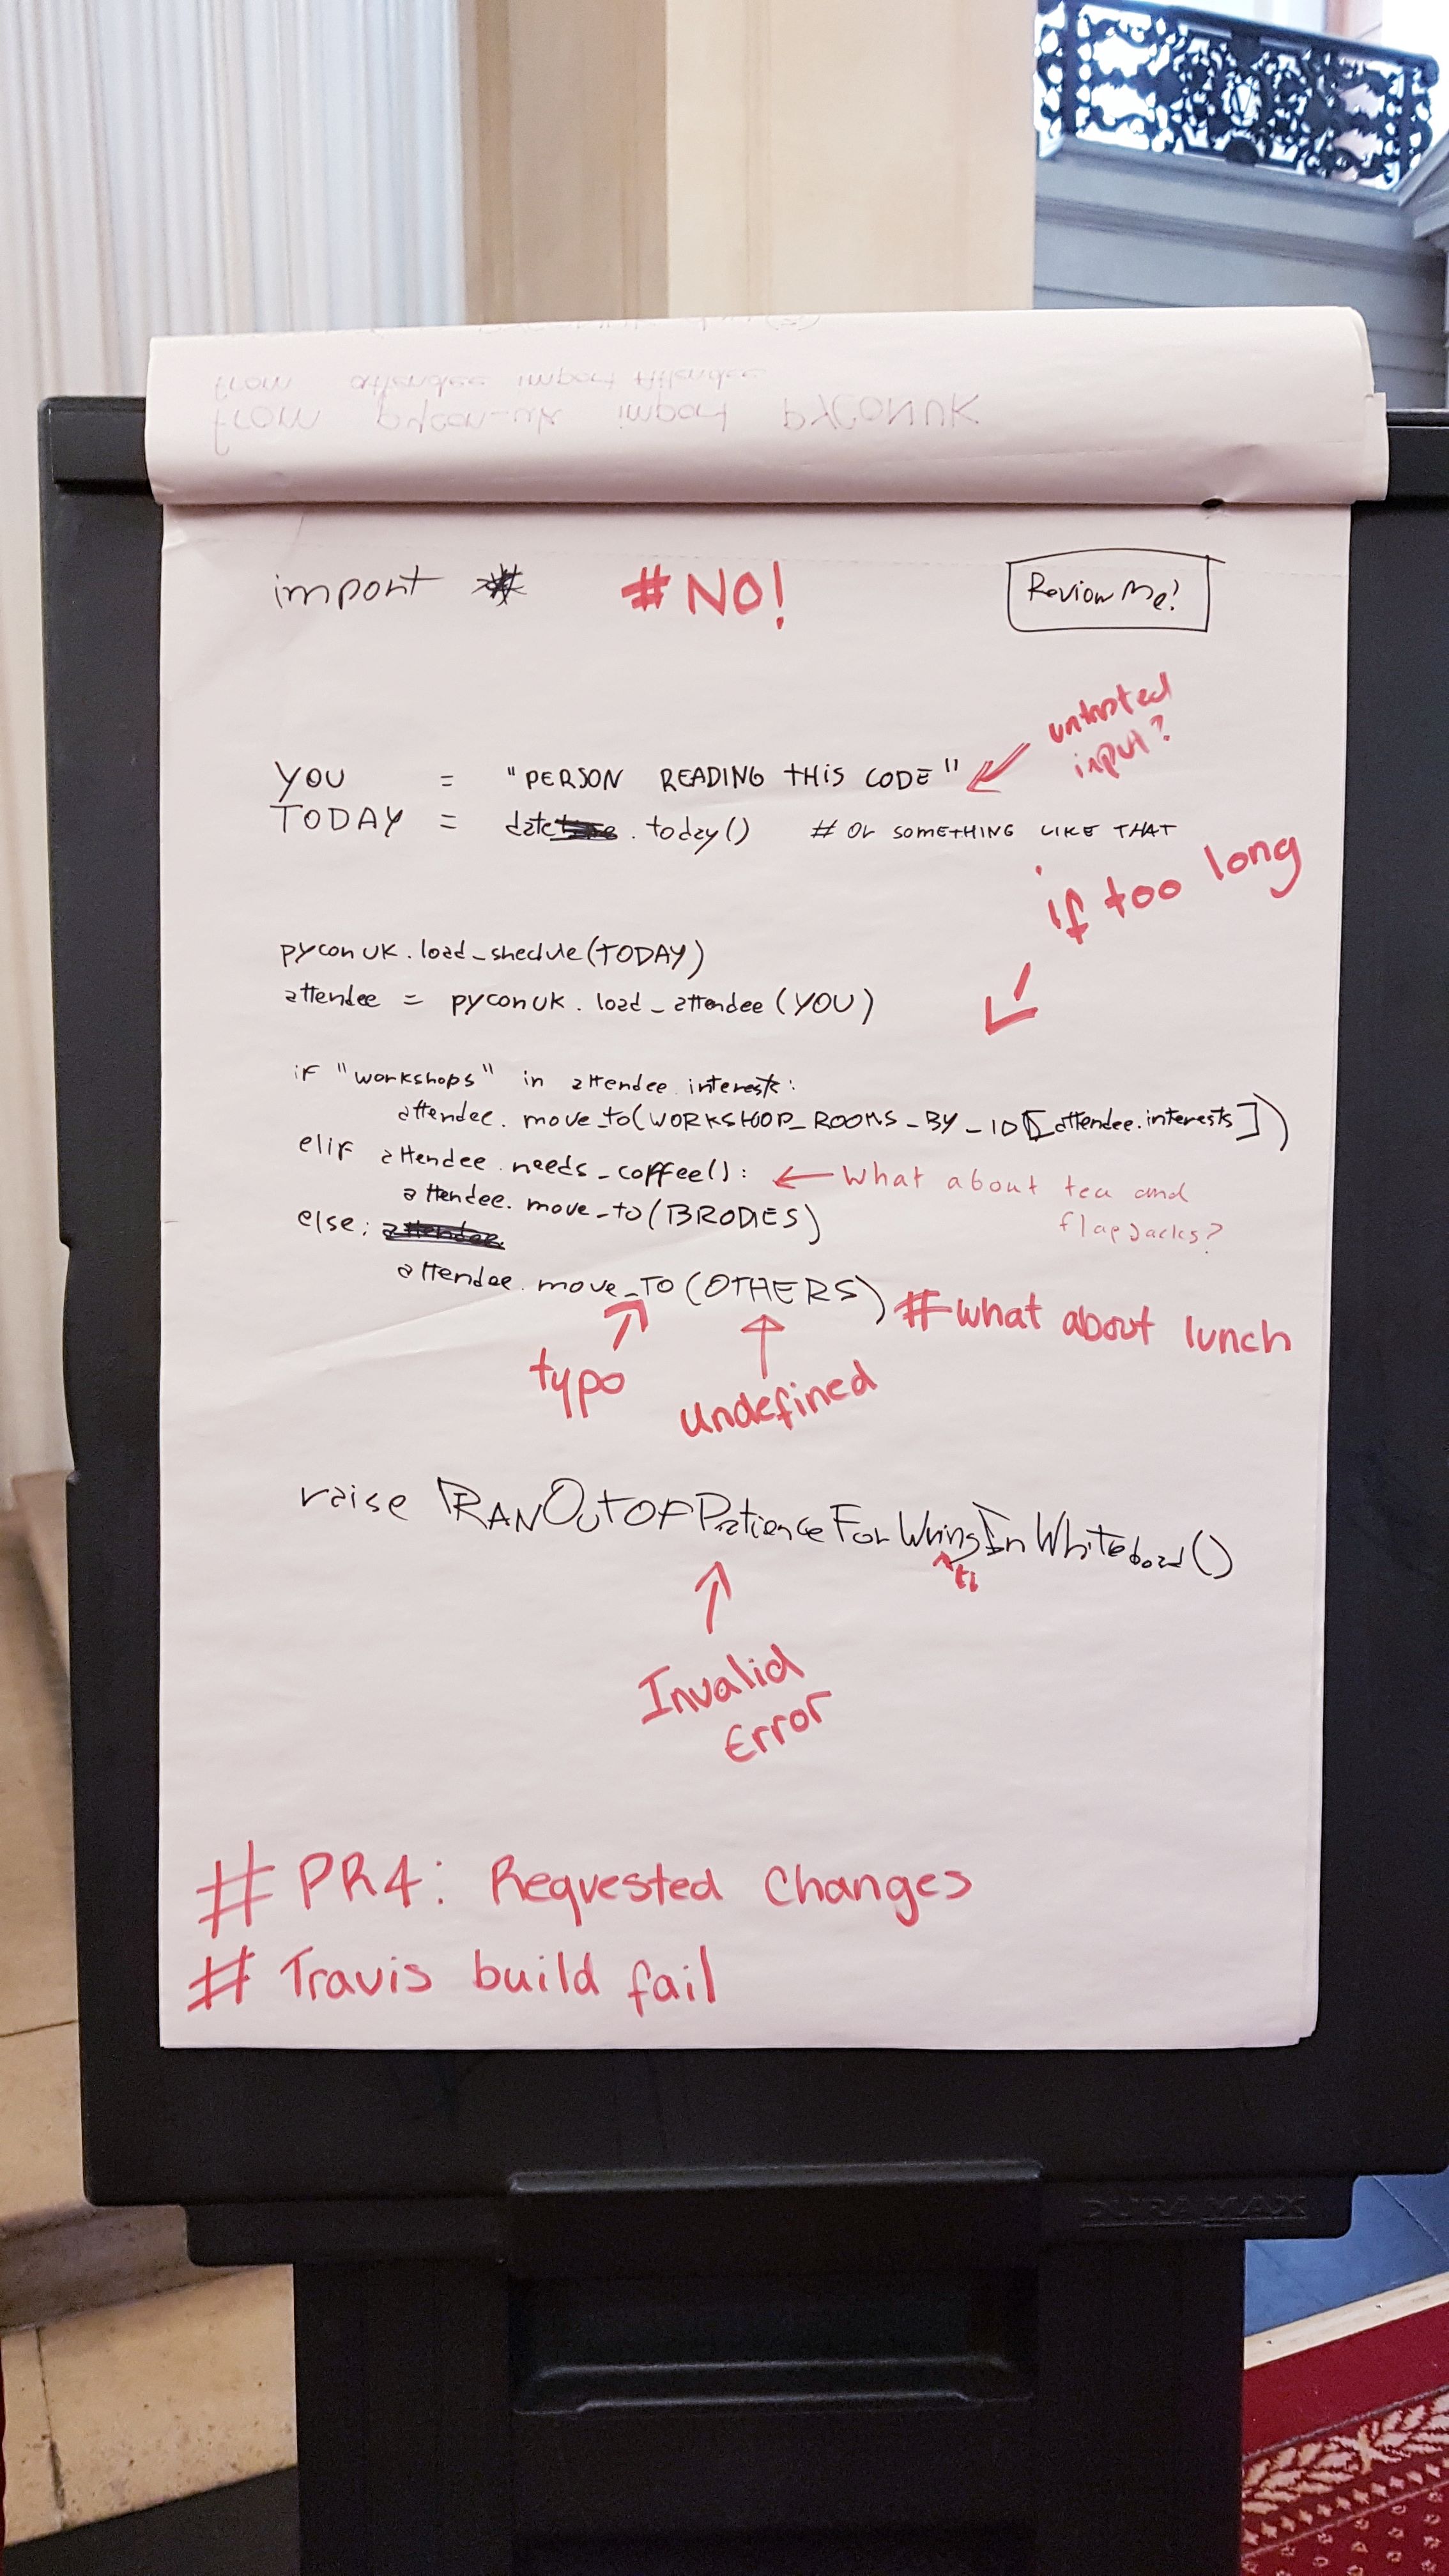 from attendee import Attendee
from pycon-uk import PYCONUK
import * #NO!
Review Me!
untrusted
input?
YOU = "PERSON READING THIS CODE"
TODAY = date.today() # OR SOMETHING LIKE THAT
if too long
pyconUK.load_shedule(TODAY)
attendee = pyconUK.load_attendee(YOU)
if "workshops" in attendee.interests:
attendee.move_to(WORKSHOP_ROOMS_BY_ID[attendee.interests])
elif attendee.needs_coffee(): What about tea and
flapjacks?
attendee.move_to(BRODIES)
else:
attendee.move_TO(OTHERS) #what about lunch
typo
undefined
raise IRANOutOFPatienceForWringInWhiteboard()
ti
Invalid
Error
# PR4: Requested Changes
# Travis build fail
DURAMAX